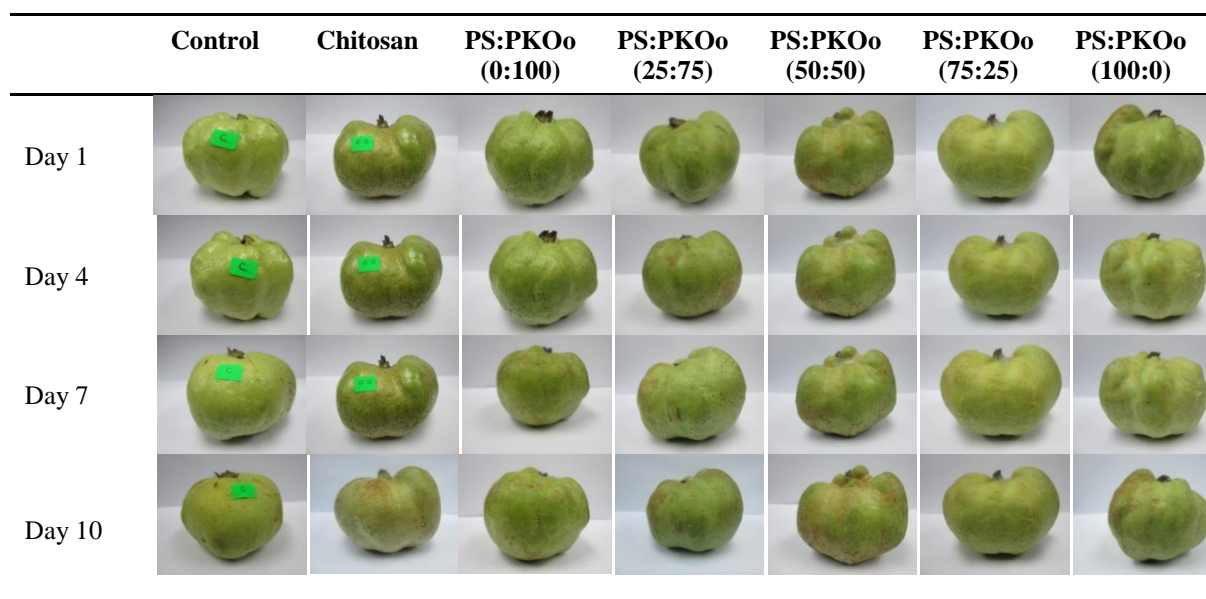 Control Chitosan PS:PKOo PS:PKOo PS:PKOo PS:PKOo PS:PKOo
(0:100) (25:75) (50:50) (75:25) (100:0)
Day 1
C
Day 4
C
Day 7
C
Day 10
C